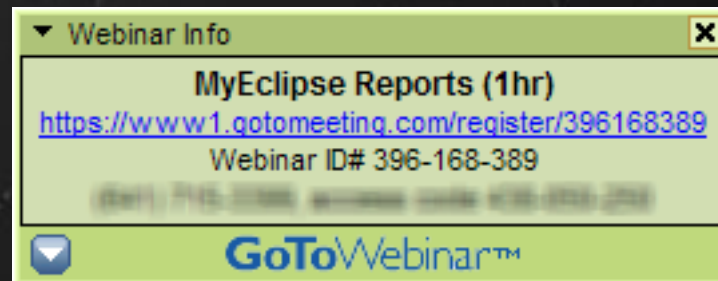 Webinar Info
MyEclipse Reports (1hr)
https://www1.gotomeeting.com/register/396168389
Webinar ID# 396-168-389
GoToWebinar™